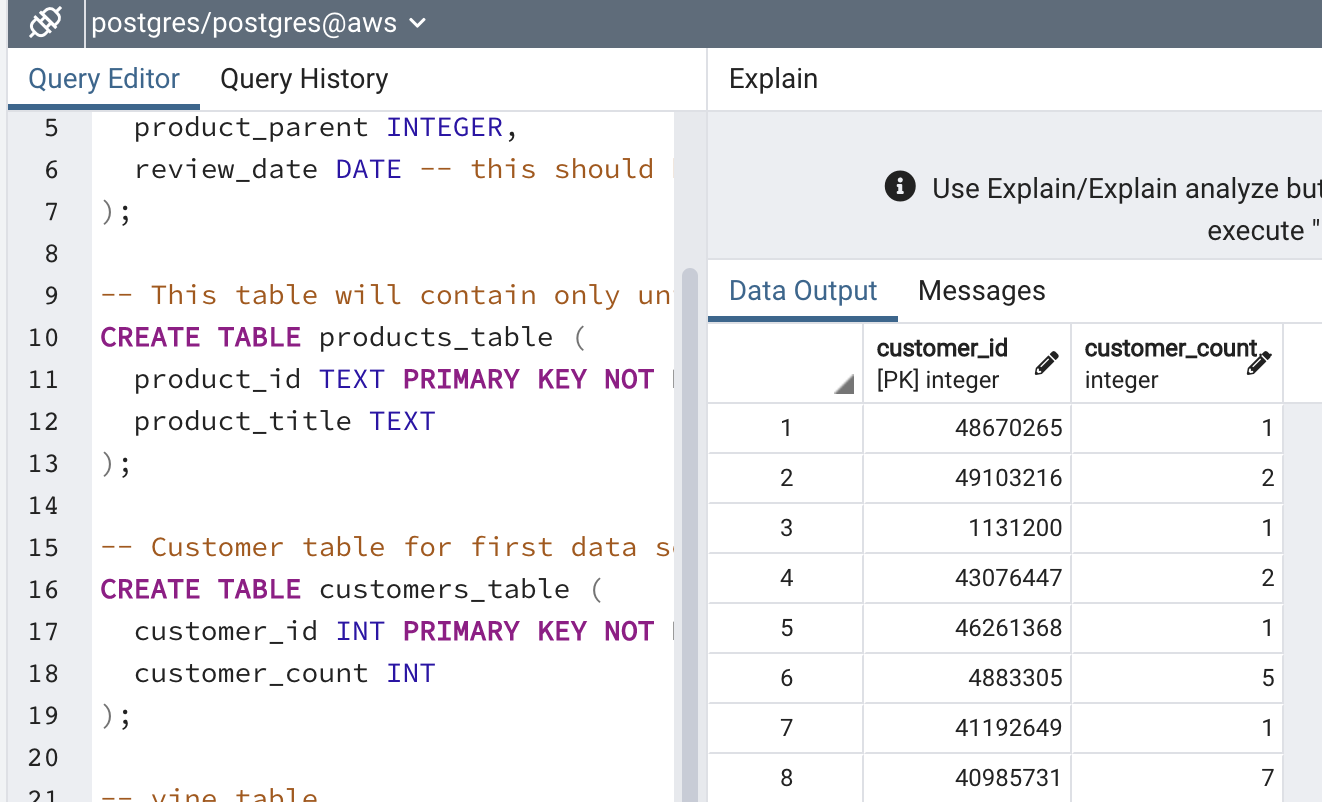 postgres/postgres@aws
Query Editor Query History
5 product_parent INTEGER,
6 review_date DATE -- this should
7 );
8
9 -- This table will contain only un
10 CREATE TABLE products_table (
11 product_id TEXT PRIMARY KEY NOT
12 product_title TEXT
13 );
14
15 -- Customer table for first data s
16 CREATE TABLE customers_table (
17 customer_id INT PRIMARY KEY NOT
18 customer_count INT
19 );
20
21 -- vine table
Explain
Use Explain/Explain analyze but
execute "
Data Output Messages
customer_id customer_count
[PK] integer integer
1 48670265 1
2 49103216 2
3 1131200 1
4 43076447 2
5 46261368 1
6 4883305 5
7 41192649 1
8 40985731 7